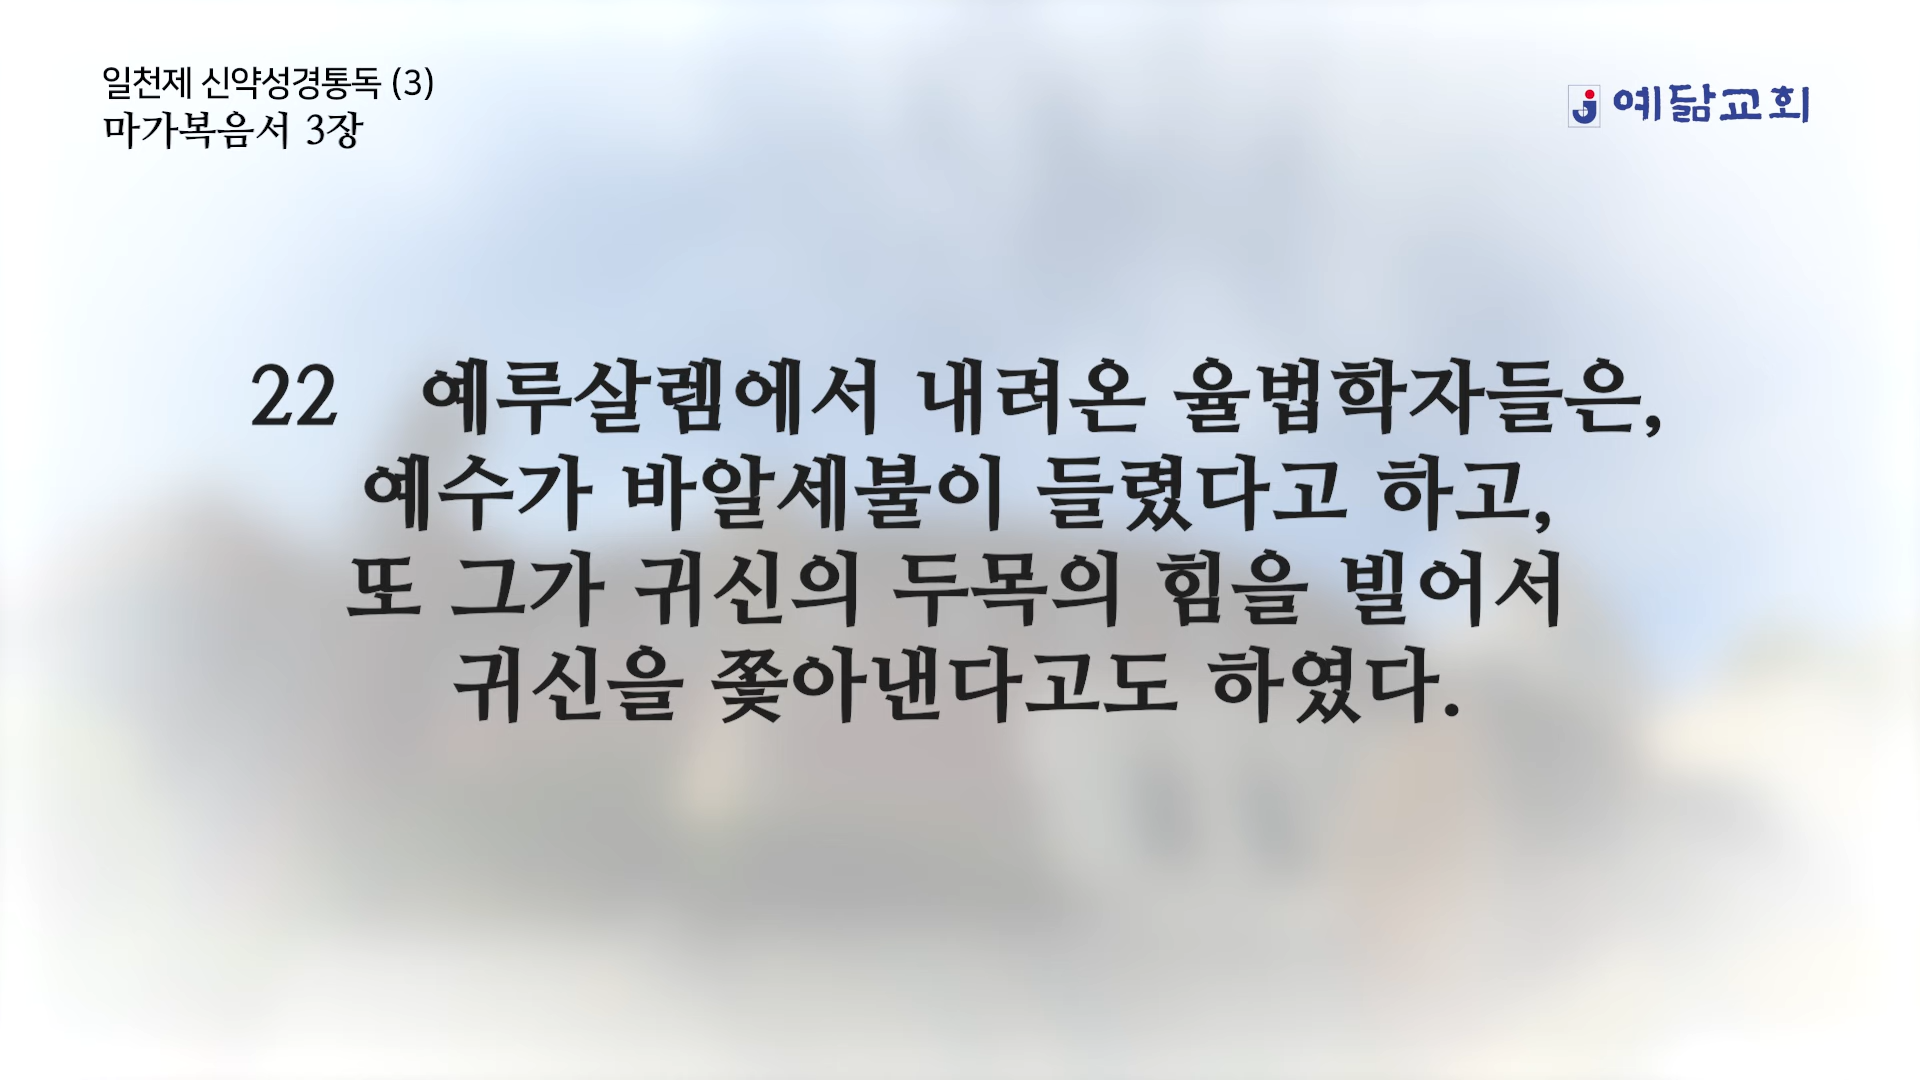 일천제 신약성경통독 (3)
마가복음서 3장
예닮교회
22 예루살렘에서 내려온 율법학자들은,
예수가 바알세불이 들렸다고 하고,
또 그가 귀신의 두목의 힘을 빌어서
귀신을 쫓아낸다고도 하였다.